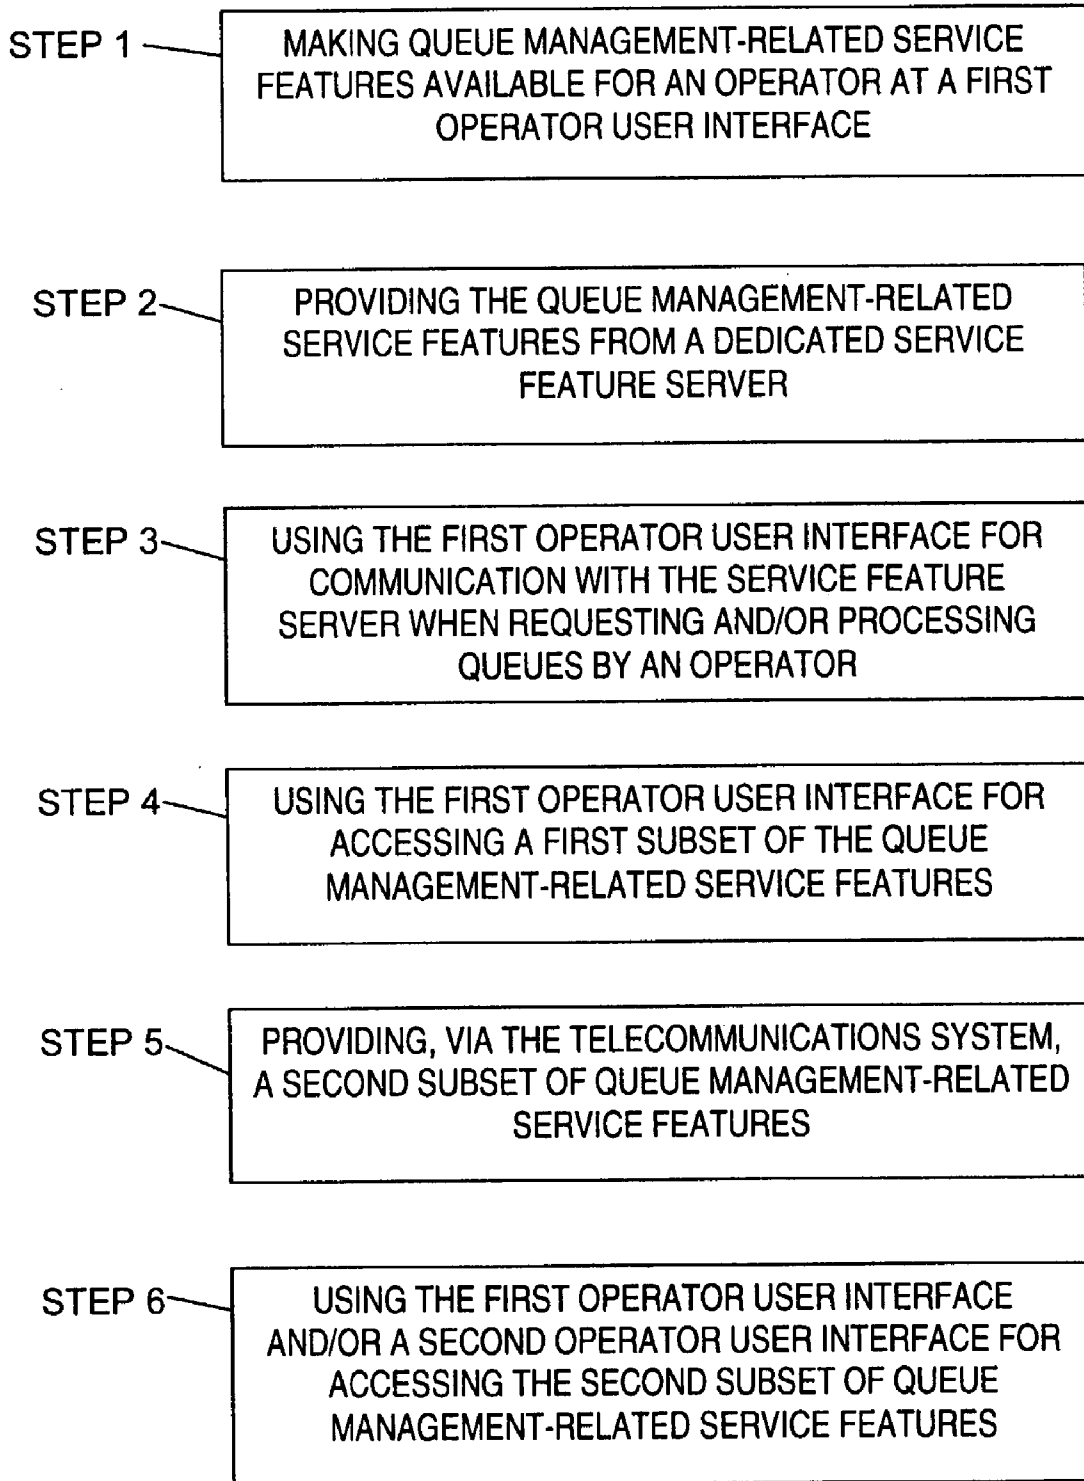 STEP 1
MAKING QUEUE MANAGEMENT-RELATED SERVICE
FEATURES AVAILABLE FOR AN OPERATOR AT A FIRST
OPERATOR USER INTERFACE
STEP 2
PROVIDING THE QUEUE MANAGEMENT-RELATED
SERVICE FEATURES FROM A DEDICATED SERVICE
FEATURE SERVER
STEP 3
USING THE FIRST OPERATOR USER INTERFACE FOR
COMMUNICATION WITH THE SERVICE FEATURE
SERVER WHEN REQUESTING AND/OR PROCESSING
QUEUES BY AN OPERATOR
STEP 4
USING THE FIRST OPERATOR USER INTERFACE FOR
ACCESSING A FIRST SUBSET OF THE QUEUE
MANAGEMENT-RELATED SERVICE FEATURES
STEP 5
PROVIDING, VIA THE TELECOMMUNICATIONS SYSTEM,
A SECOND SUBSET OF QUEUE MANAGEMENT-RELATED
SERVICE FEATURES
STEP 6
USING THE FIRST OPERATOR USER INTERFACE
AND/OR A SECOND OPERATOR USER INTERFACE FOR
ACCESSING THE SECOND SUBSET OF QUEUE
MANAGEMENT-RELATED SERVICE FEATURES